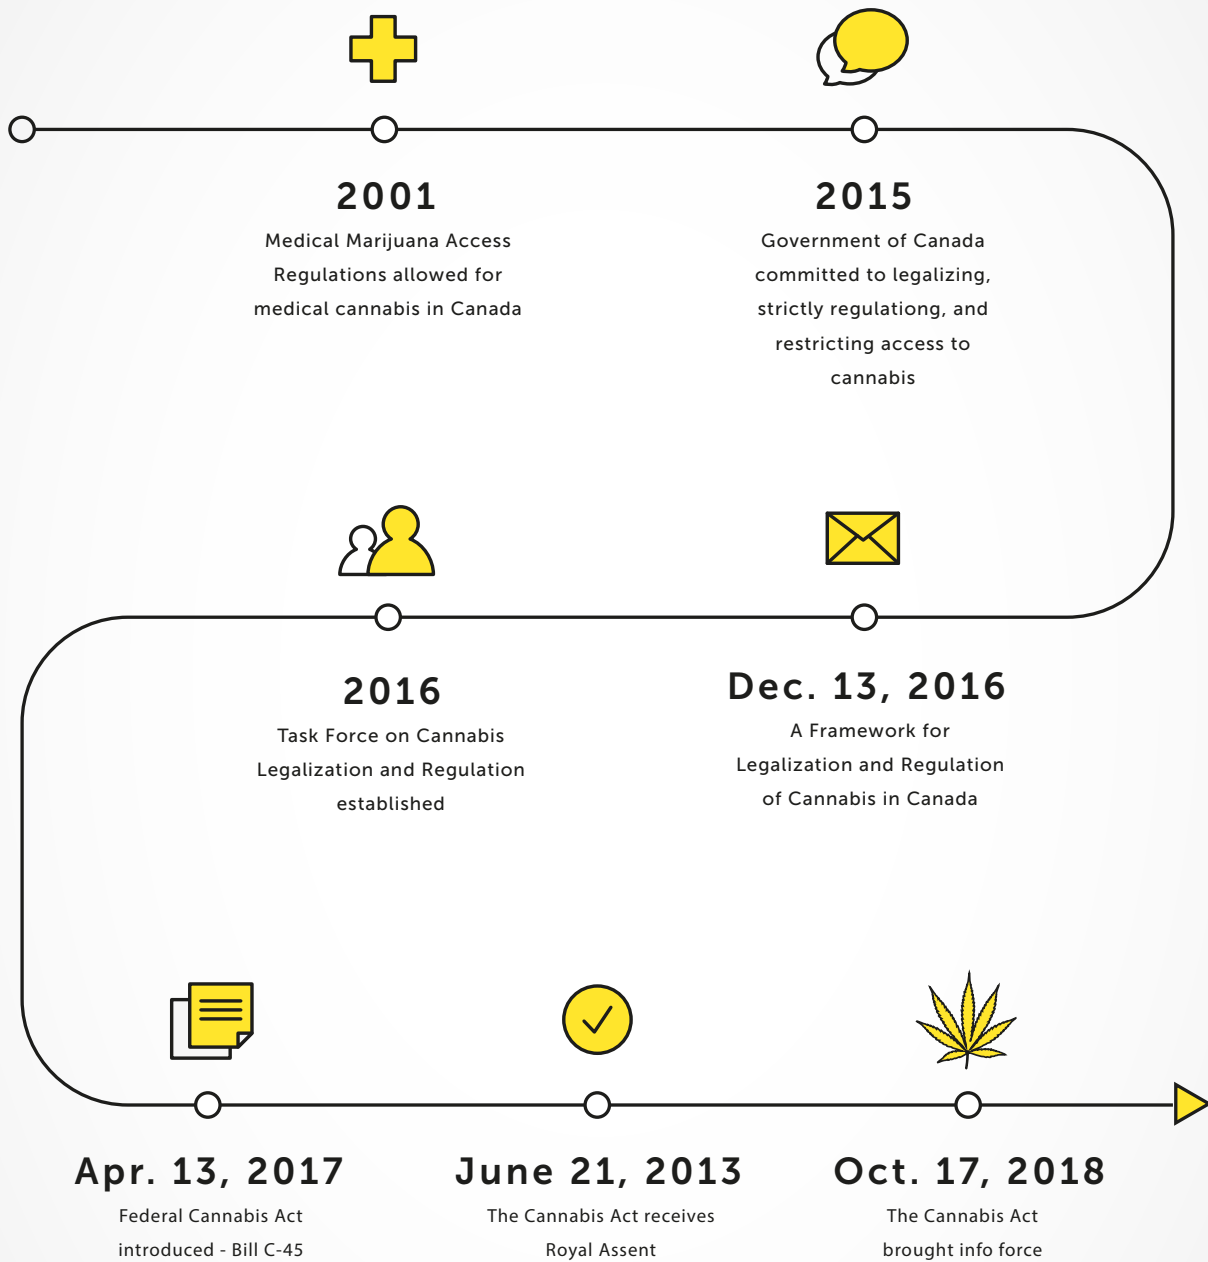 2001
Medical Marijuana Access
Regulations allowed for
medical cannabis in Canada
2015
Government of Canada
committed to legalizing,
strictly regulationg, and
restricting access to
cannabis
2016
Task Force on Cannabis
Legalization and Regulation
established
Dec. 13, 2016
A Framework for
Legalization and Regulation
of Cannabis in Canada
Apr. 13, 2017
Federal Cannabis Act
introduced - Bill C-45
June 21, 2013
The Cannabis Act receives
Royal Assent
Oct. 17, 2018
The Cannabis Act
brought info force